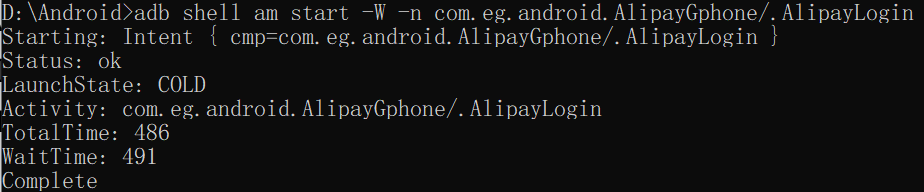 D:\Android>adb shell am start -W -n com.eg.android.AlipayGphone/.AlipayLogin
Starting: Intent { cmp=com.eg.android.AlipayGphone/.AlipayLogin }
Status: ok
LaunchState: COLD
Activity: com.eg.android.AlipayGphone/.AlipayLogin
TotalTime: 486
WaitTime: 491
Complete